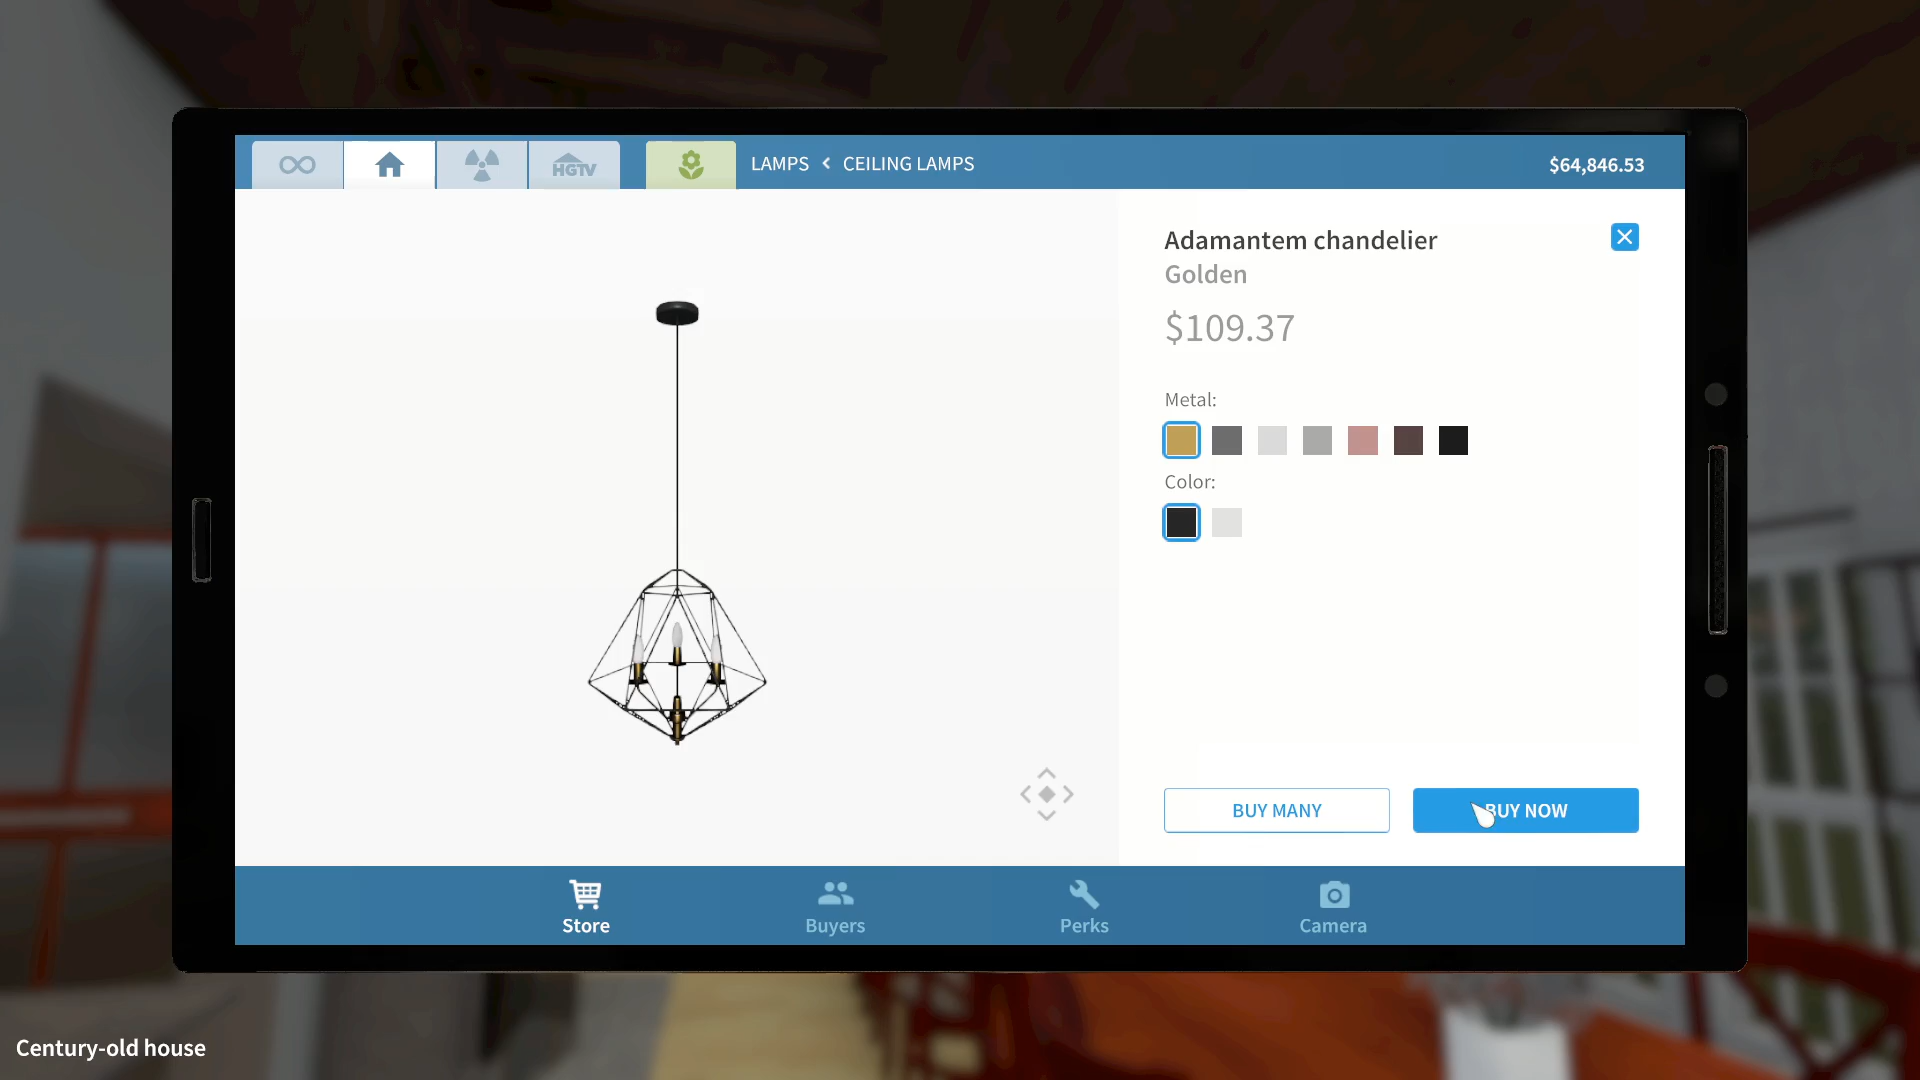 HGTV
LAMPS < CEILING LAMPS
$64,846.53
Adamantem chandelier
Golden
$109.37
Metal:
Color:
BUY MANY
BUY NOW
Store
Buyers
Perks
Camera
Century-old house